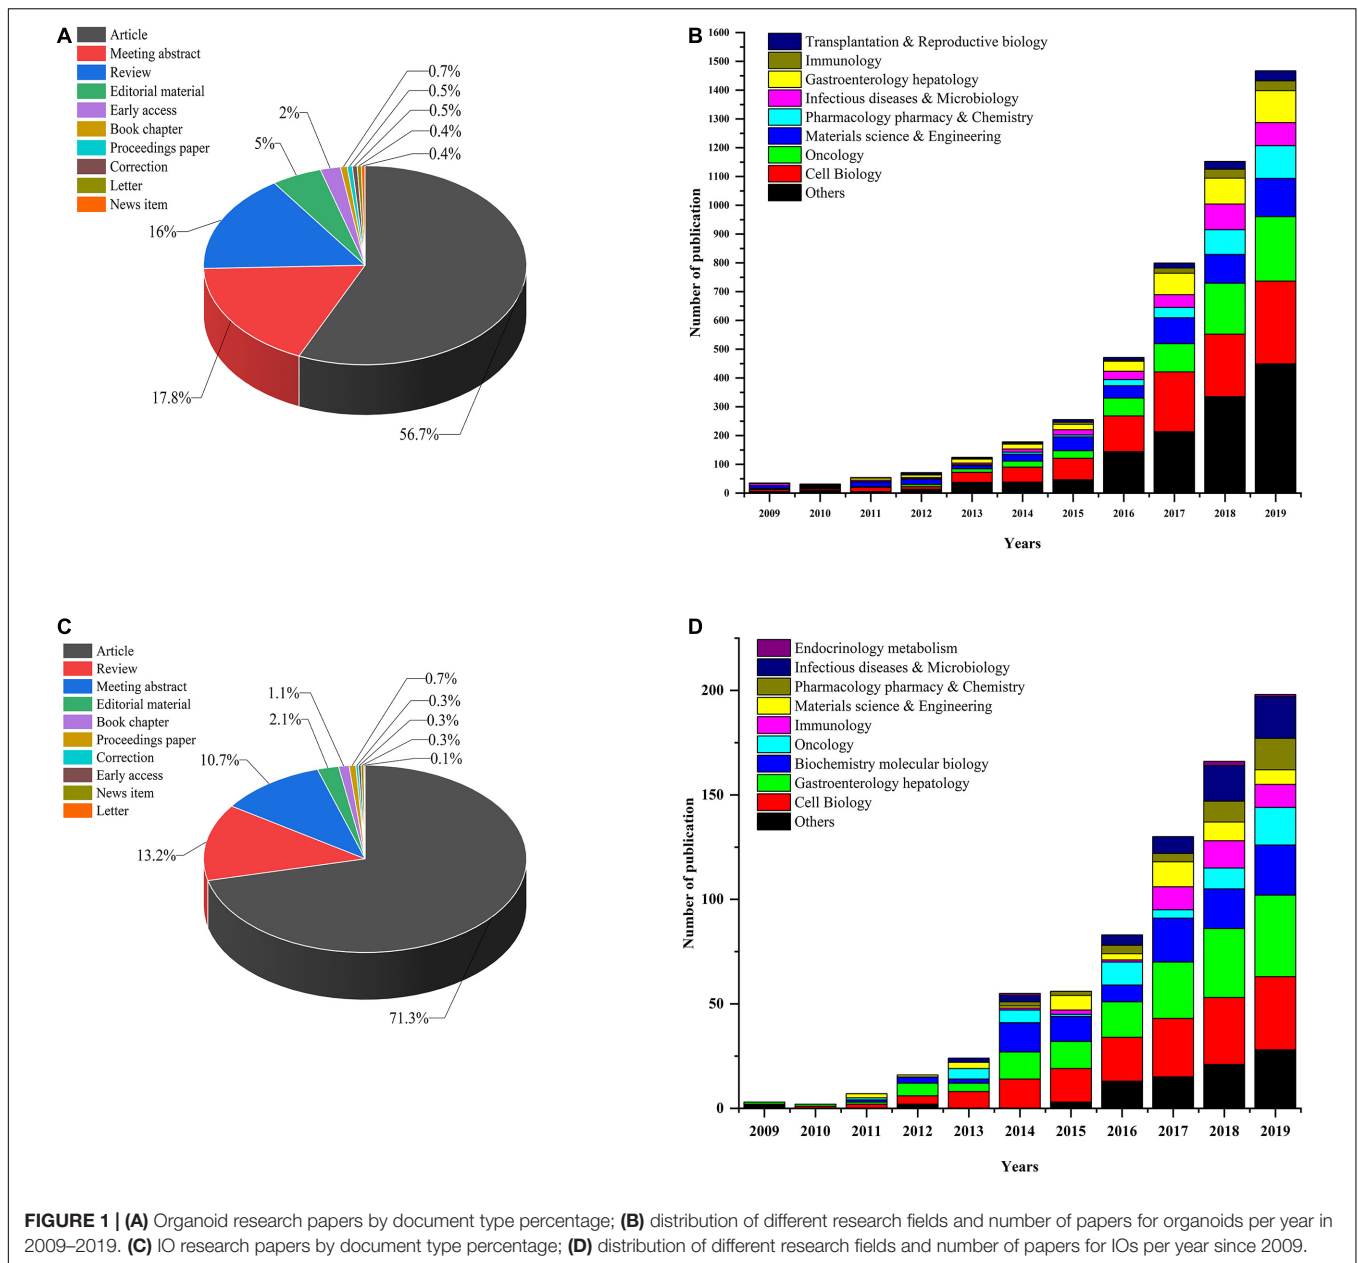 A
Article
Meeting abstract
Review
Editorial material
Early access
Book chapter
Proceedings paper
Correction
Letter
News item
0.7%
0.5%
0.5%
0.4%
0.4%
2%
5%
16%
17.8%
56.7%
B
Transplantation & Reproductive biology
Immunology
Gastroenterology hepatology
Infectious diseases & Microbiology
Pharmacology pharmacy & Chemistry
Materials science & Engineering
Oncology
Cell Biology
Others
Number of publication
1600
1500
1400
1300
1200
1100
1000
900
800
700
600
500
400
300
200
100
0
2009 2010 2011 2012 2013 2014 2015 2016 2017 2018 2019
Years
C
Article
Review
Meeting abstract
Editorial material
Book chapter
Proceedings paper
Correction
Early access
News item
Letter
0.7%
0.3%
0.3%
0.3%
0.1%
1.1%
2.1%
10.7%
13.2%
71.3%
D
Endocrinology metabolism
Infectious diseases & Microbiology
Pharmacology pharmacy & Chemistry
Materials science & Engineering
Immunology
Oncology
Biochemistry molecular biology
Gastroenterology hepatology
Cell Biology
Others
Number of publication
200
150
100
50
0
2009 2010 2011 2012 2013 2014 2015 2016 2017 2018 2019
Years
FIGURE 1 | (A) Organoid research papers by document type percentage; (B) distribution of different research fields and number of papers for organoids per year in
2009–2019. (C) IO research papers by document type percentage; (D) distribution of different research fields and number of papers for IOs per year since 2009.